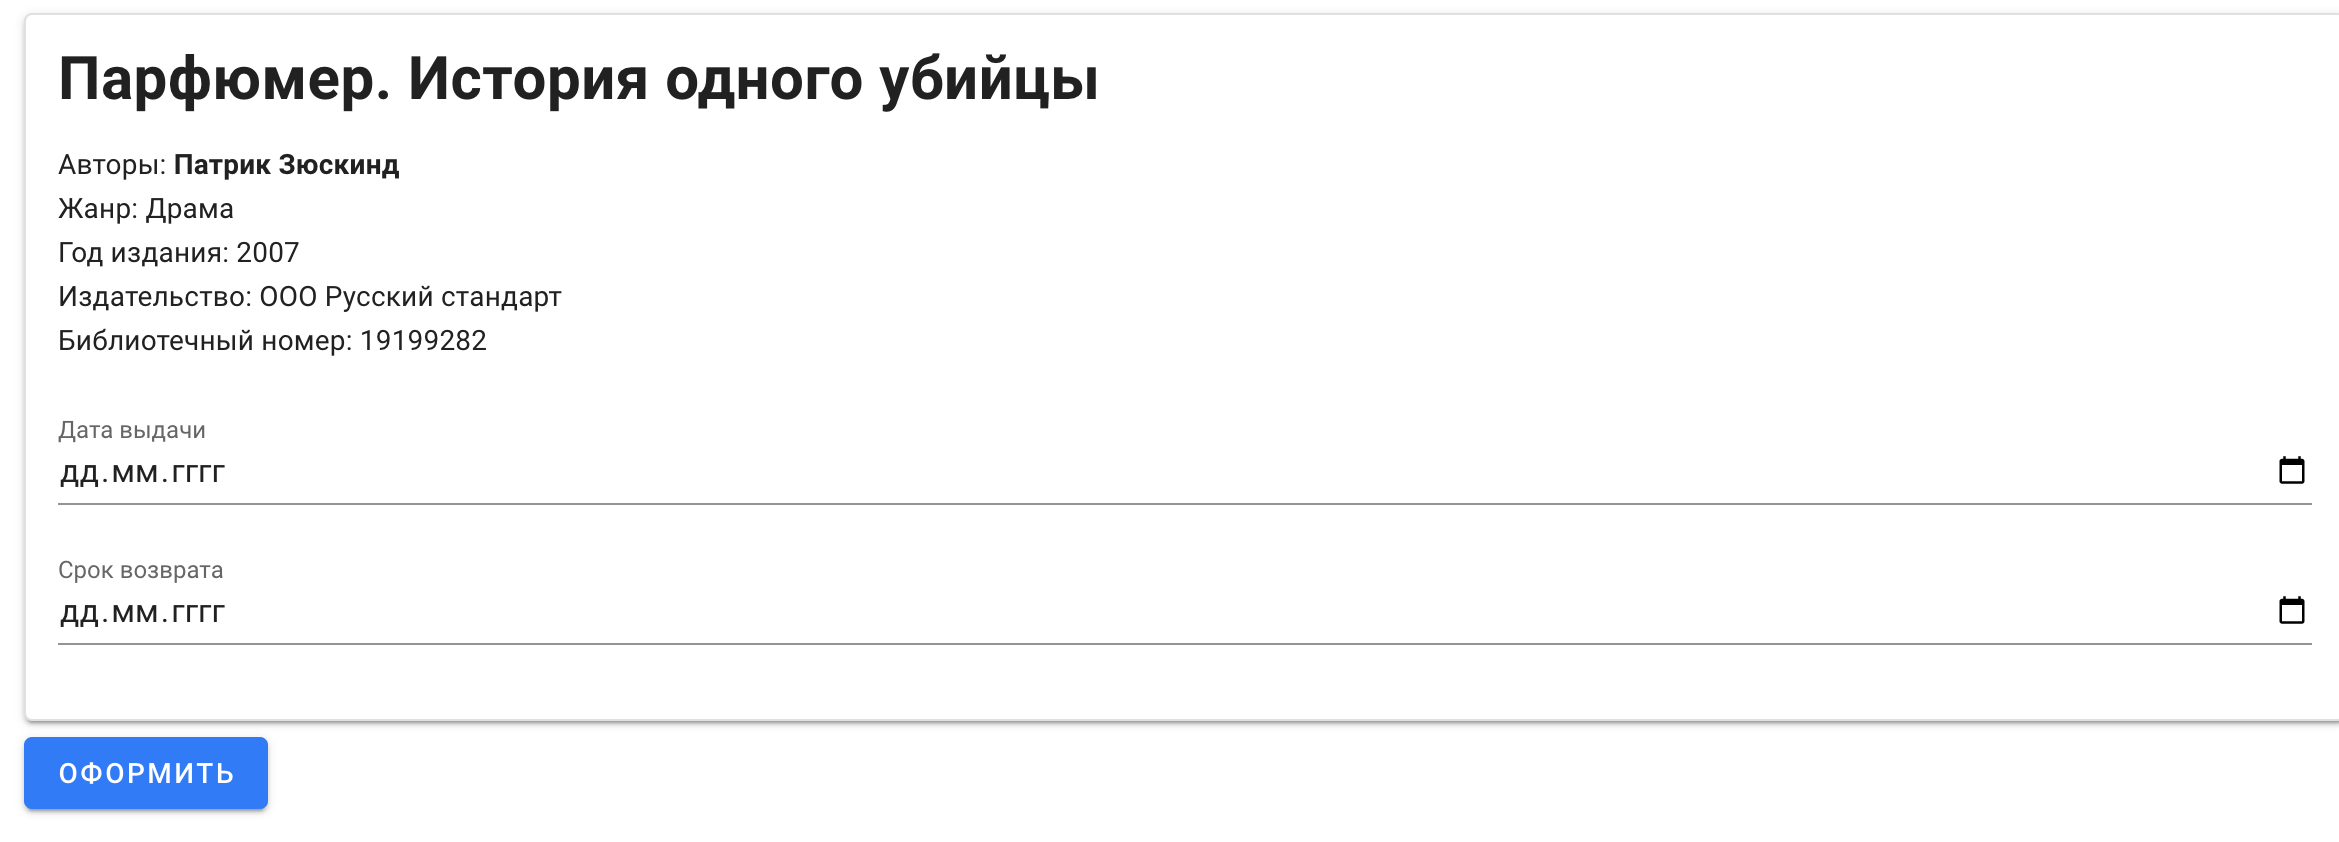 Парфюмер. История одного убийцы
Авторы: Патрик Зюскинд
Жанр: Драма
Год издания: 2007
Издательство: ООО Русский стандарт
Библиотечный номер: 19199282
Дата выдачи
дд.мм.гггг
Срок возврата
дд.мм.гггг
ОФОРМИТЬ